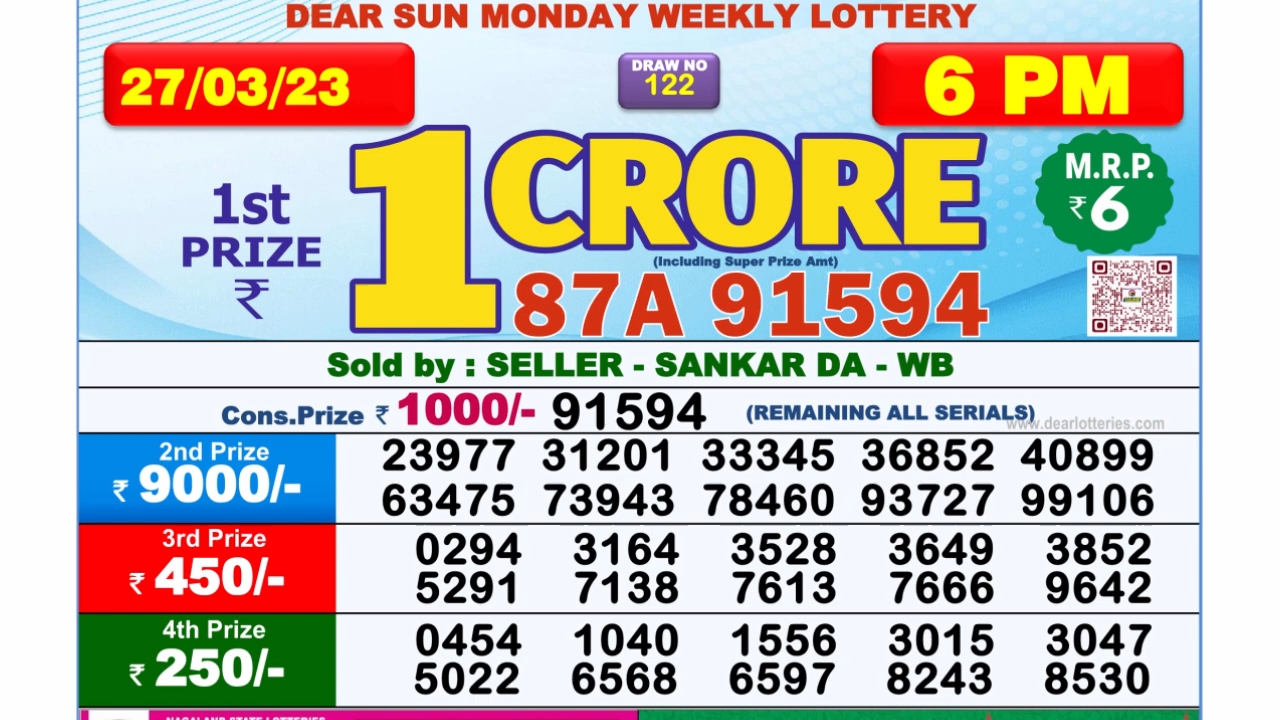 DEAR SUN MONDAY WEEKLY LOTTERY
27/03/23
DRAW NO
122
6 PM
1st
PRIZE
₹
1 CRORE
(Including Super Prize Amt)
87A 91594
M.R.P.
₹ 6
Sold by : SELLER - SANKAR DA - WB
Cons.Prize ₹ 1000/- 91594 (REMAINING ALL SERIALS)
www.dearlotteries.com
2nd Prize
₹ 9000/-
23977 31201 33345 36852 40899
63475 73943 78460 93727 99106
3rd Prize
₹ 450/-
0294 3164 3528 3649 3852
5291 7138 7613 7666 9642
4th Prize
₹ 250/-
0454 1040 1556 3015 3047
5022 6568 6597 8243 8530
NAGALAND STATE LOTTERIES